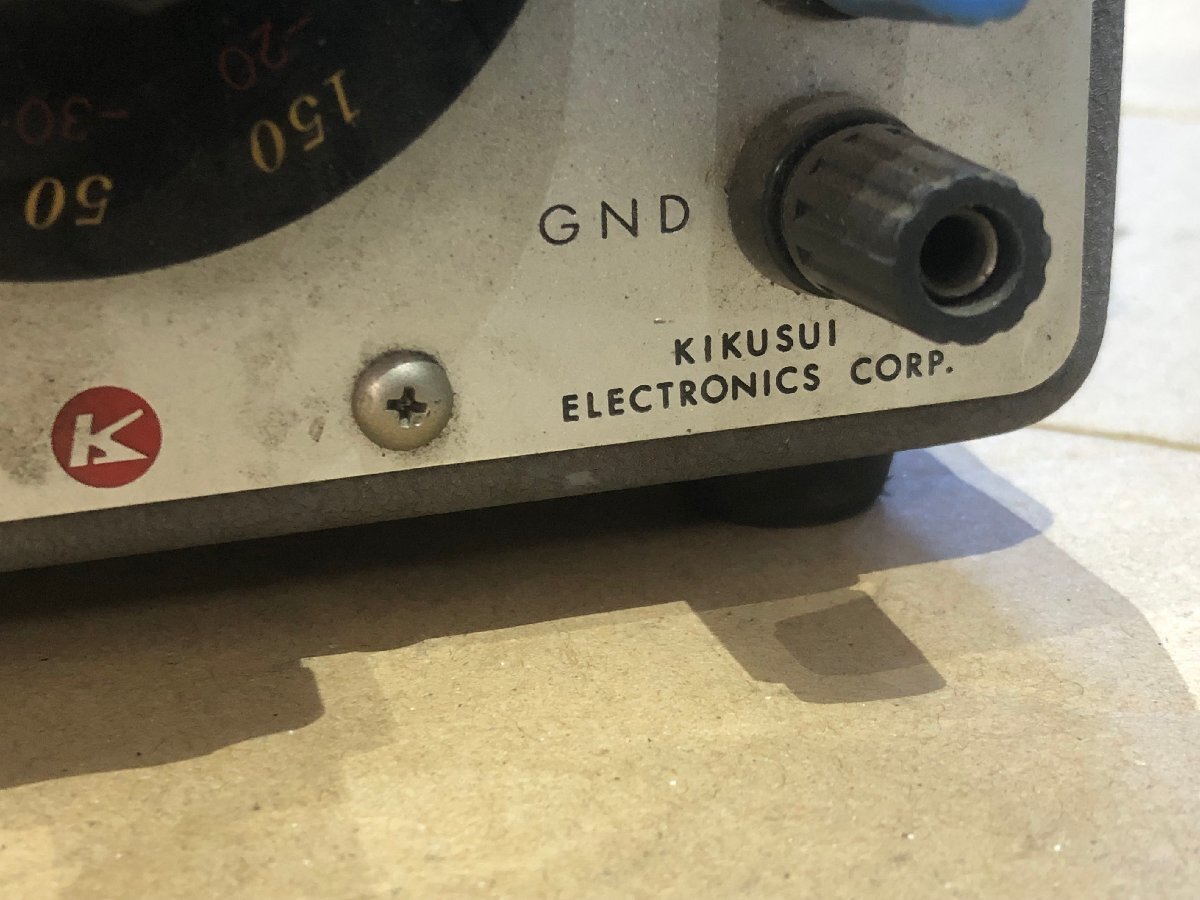 -20
150
-30
50
GND
KIKUSUI
ELECTRONICS CORP.
K